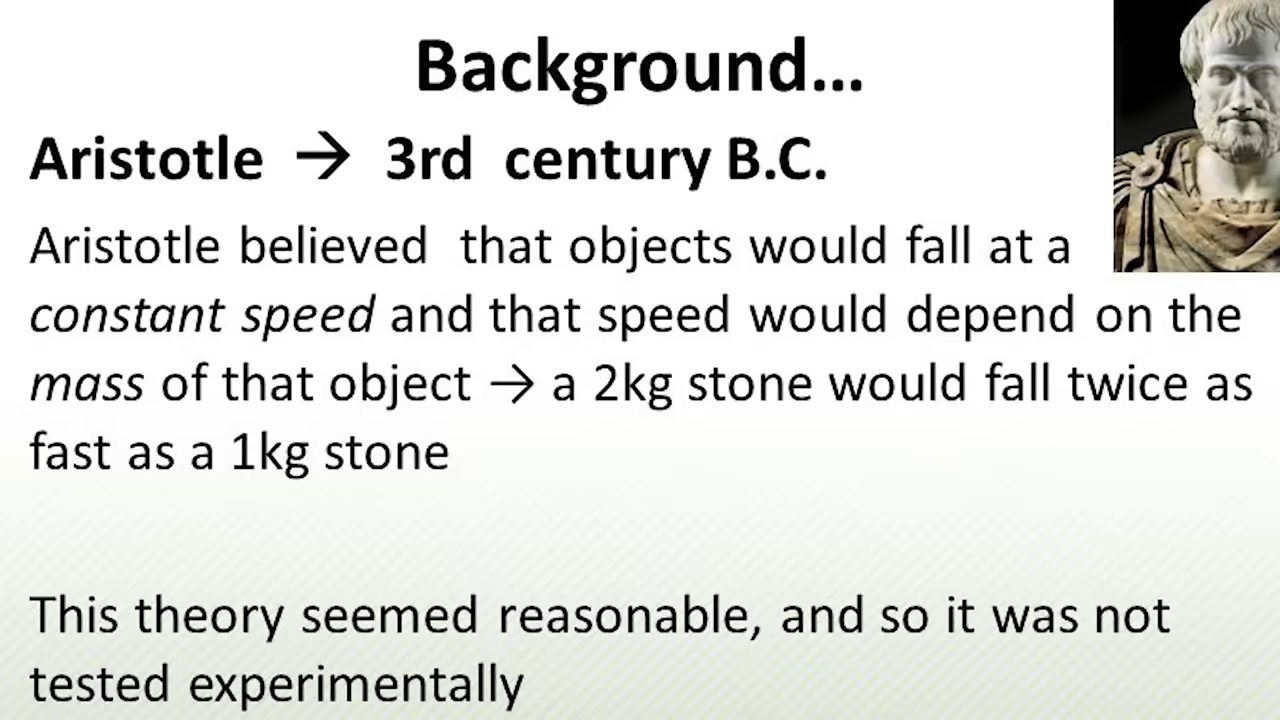 Background...
Aristotle → 3rd century B.C.
Aristotle believed that objects would fall at a
constant speed and that speed would depend on the
mass of that object → a 2kg stone would fall twice as
fast as a 1kg stone
This theory seemed reasonable, and so it was not
tested experimentally